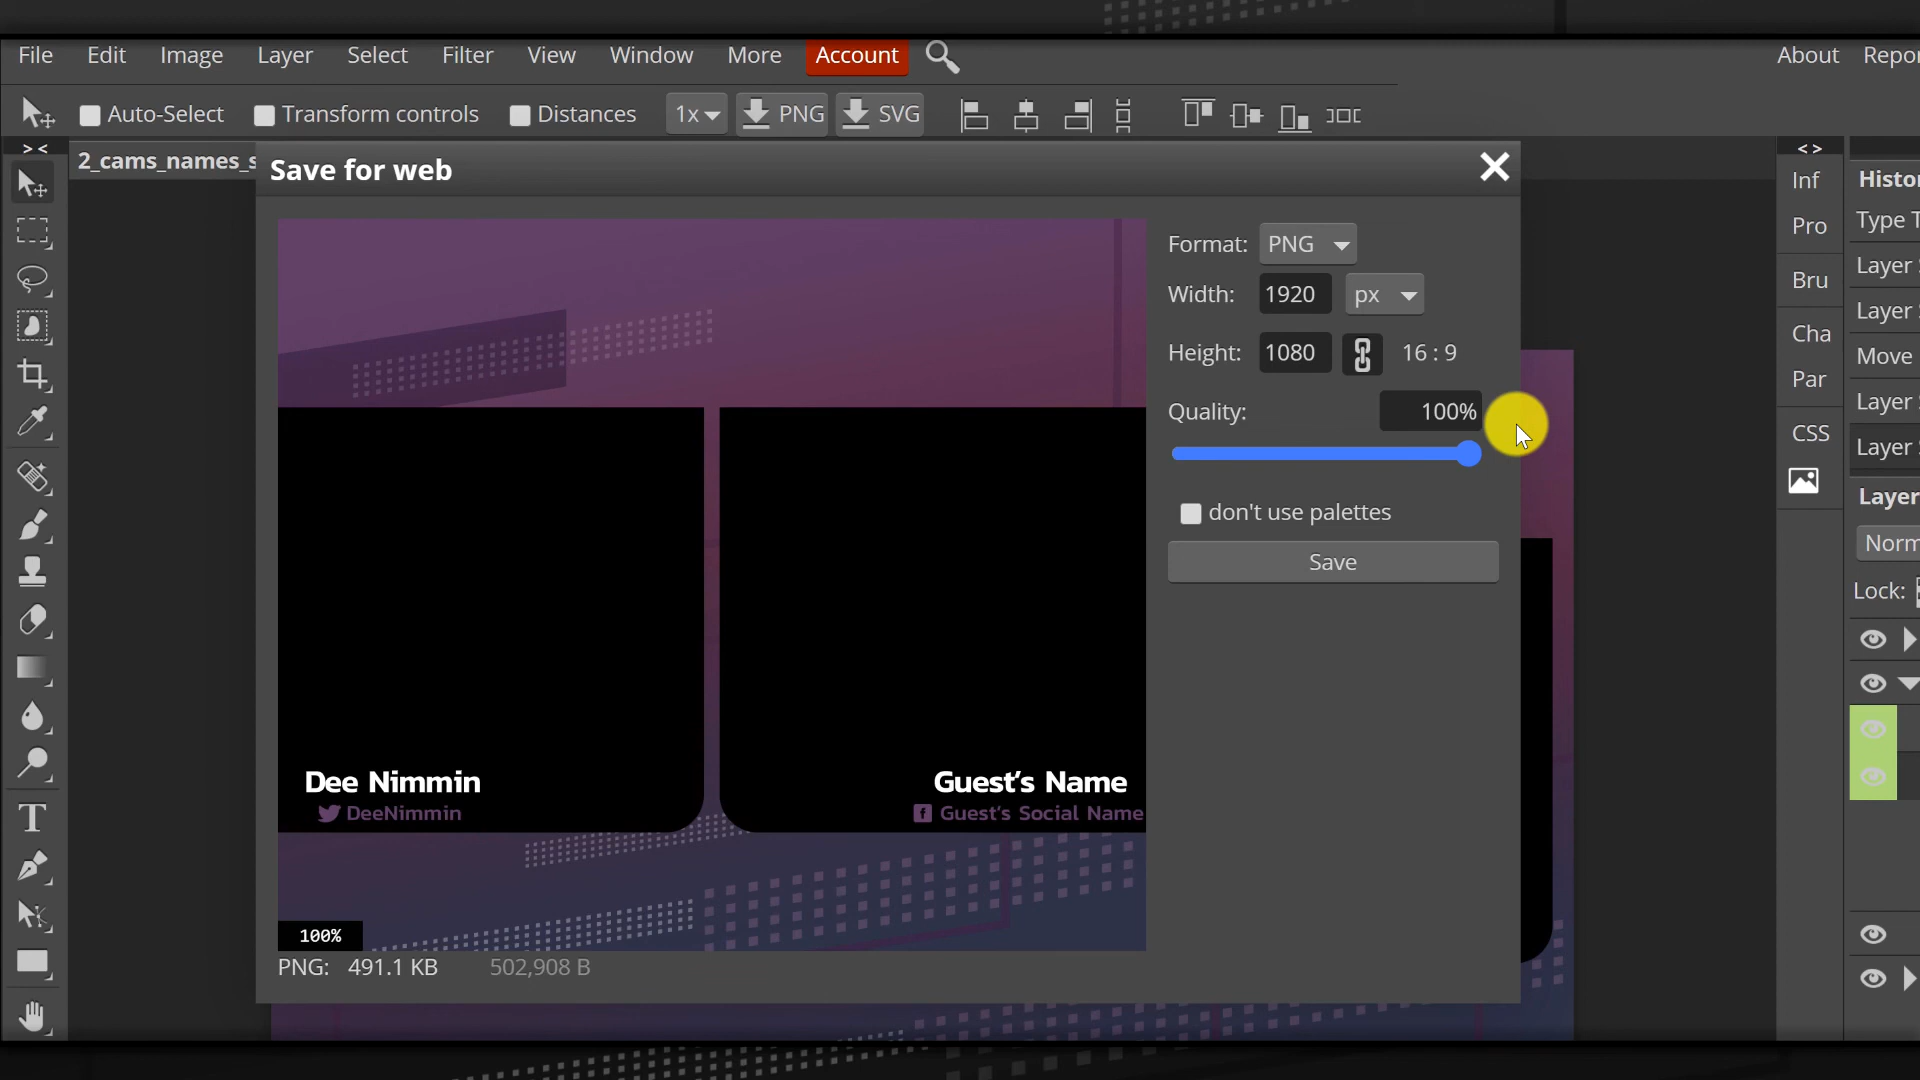 File Edit Image Layer Select Filter View Window More Account About Repor
Auto-Select Transform controls Distances 1x PNG SVG
> <
< >
2_cams_names_s
Save for web
Format: PNG
Width: 1920 px
Height: 1080 16 : 9
Quality: 100%
don't use palettes
Save
Dee Nimmin
DeeNimmin
Guest's Name
Guest's Social Name
100%
PNG: 491.1 KB 502,908 B
Inf
Pro
Bru
Cha
Par
CSS
Histo
Type T
Layer
Layer
Move
Layer
Layer
Layer
Norm
Lock:
T